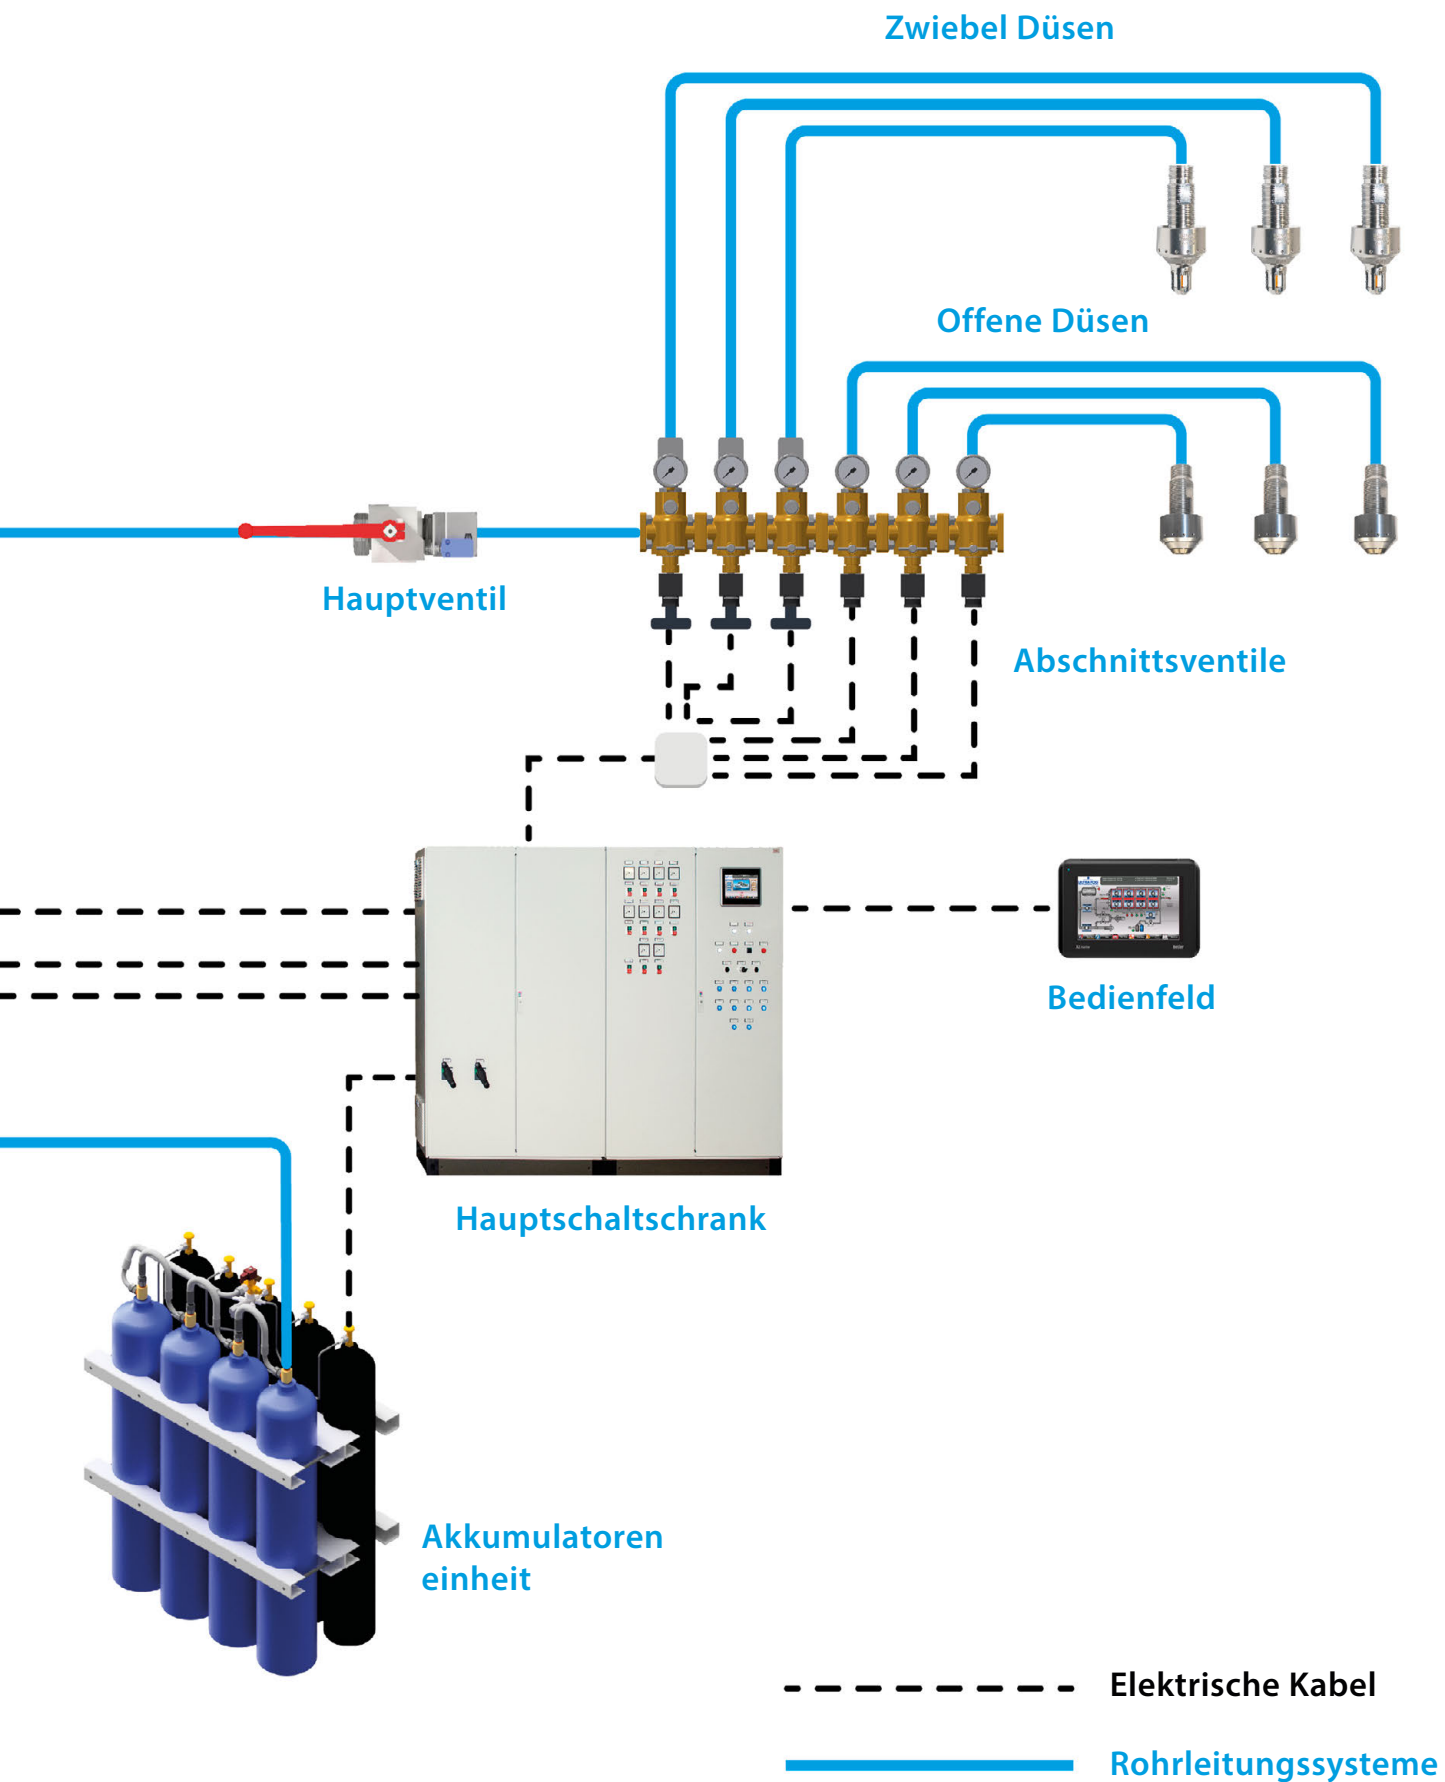 Zwiebel Düsen
Offene Düsen
Hauptventil
Abschnittsventile
Bedienfeld
Hauptschaltschrank
Akkumulatoren
einheit
Elektrische Kabel
Rohrleitungssysteme